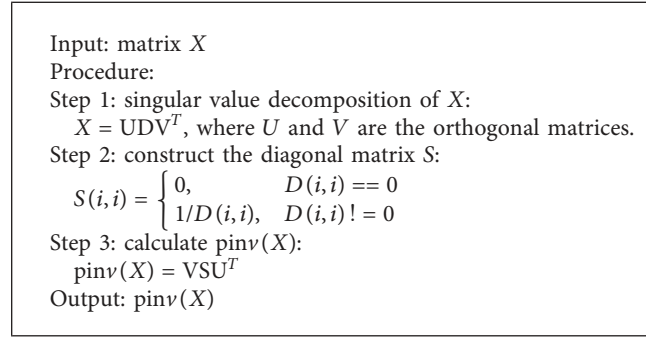 Input: matrix X
Procedure:
Step 1: singular value decomposition of X:
X = UDV^T, where U and V are the orthogonal matrices.
Step 2: construct the diagonal matrix S:
S(i,i) = { 0, D(i,i) == 0
1/D(i,i), D(i,i)! = 0
Step 3: calculate pinv(X):
pinv(X) = VSU^T
Output: pinv(X)